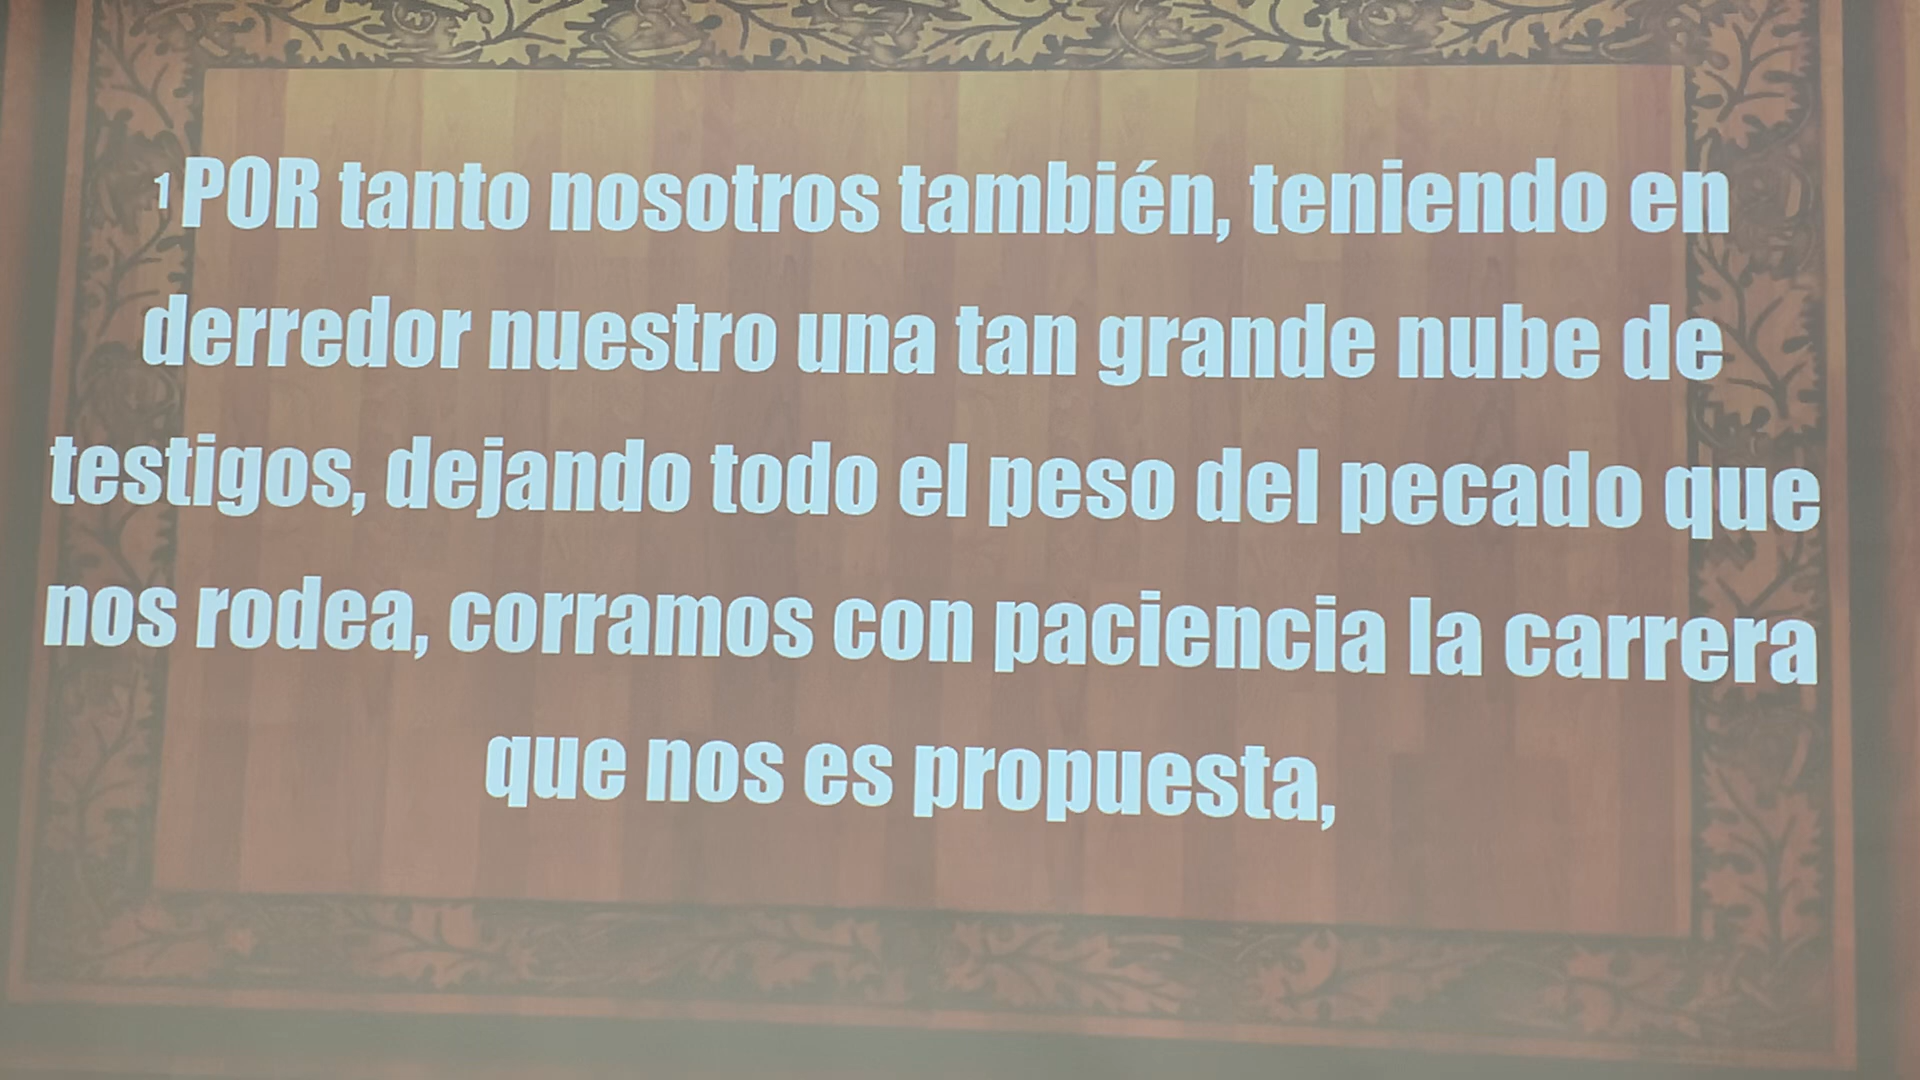 1 POR tanto nosotros también, teniendo en
derredor nuestro una tan grande nube de
testigos, dejando todo el peso del pecado que
nos rodea, corramos con paciencia la carrera
que nos es propuesta,